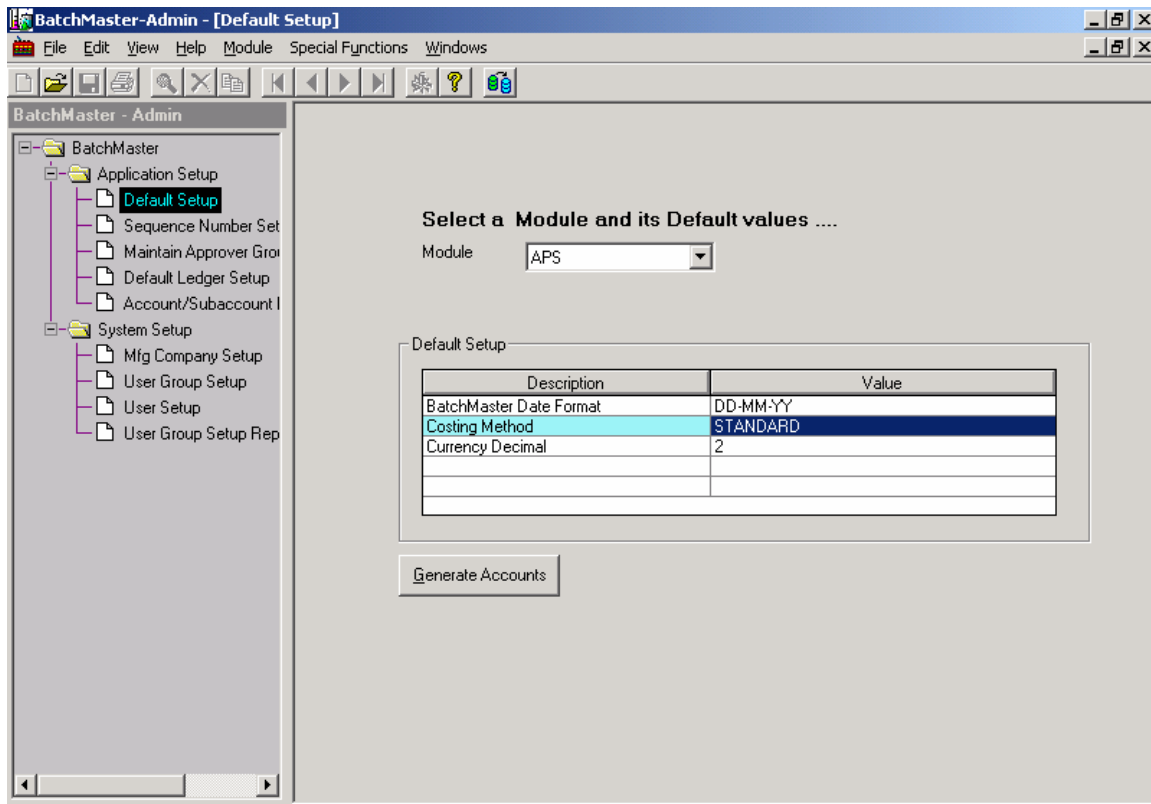 BatchMaster-Admin - [Default Setup]
File Edit View Help Module Special Functions Windows
BatchMaster - Admin
BatchMaster
Application Setup
Default Setup
Sequence Number Set
Maintain Approver Grou
Default Ledger Setup
Account/Subaccount
System Setup
Mfg Company Setup
User Group Setup
User Setup
User Group Setup Rep
Select a Module and its Default values ....
Module APS
Default Setup
Description Value
BatchMaster Date Format DD-MM-YY
Costing Method STANDARD
Currency Decimal 2
Generate Accounts